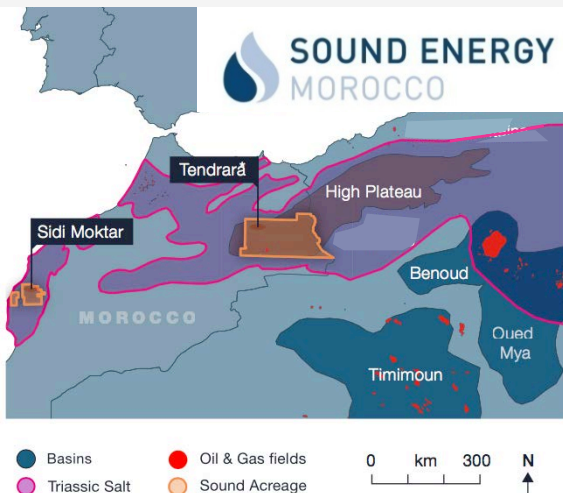 SOUND ENERGY
MOROCCO
Tendrara
High Plateau
Sidi Moktar
Benoud
MOROCCO
Oued
Mya
Timimoun
Basins
Oil & Gas fields
0 km 300 N
Triassic Salt
Sound Acreage